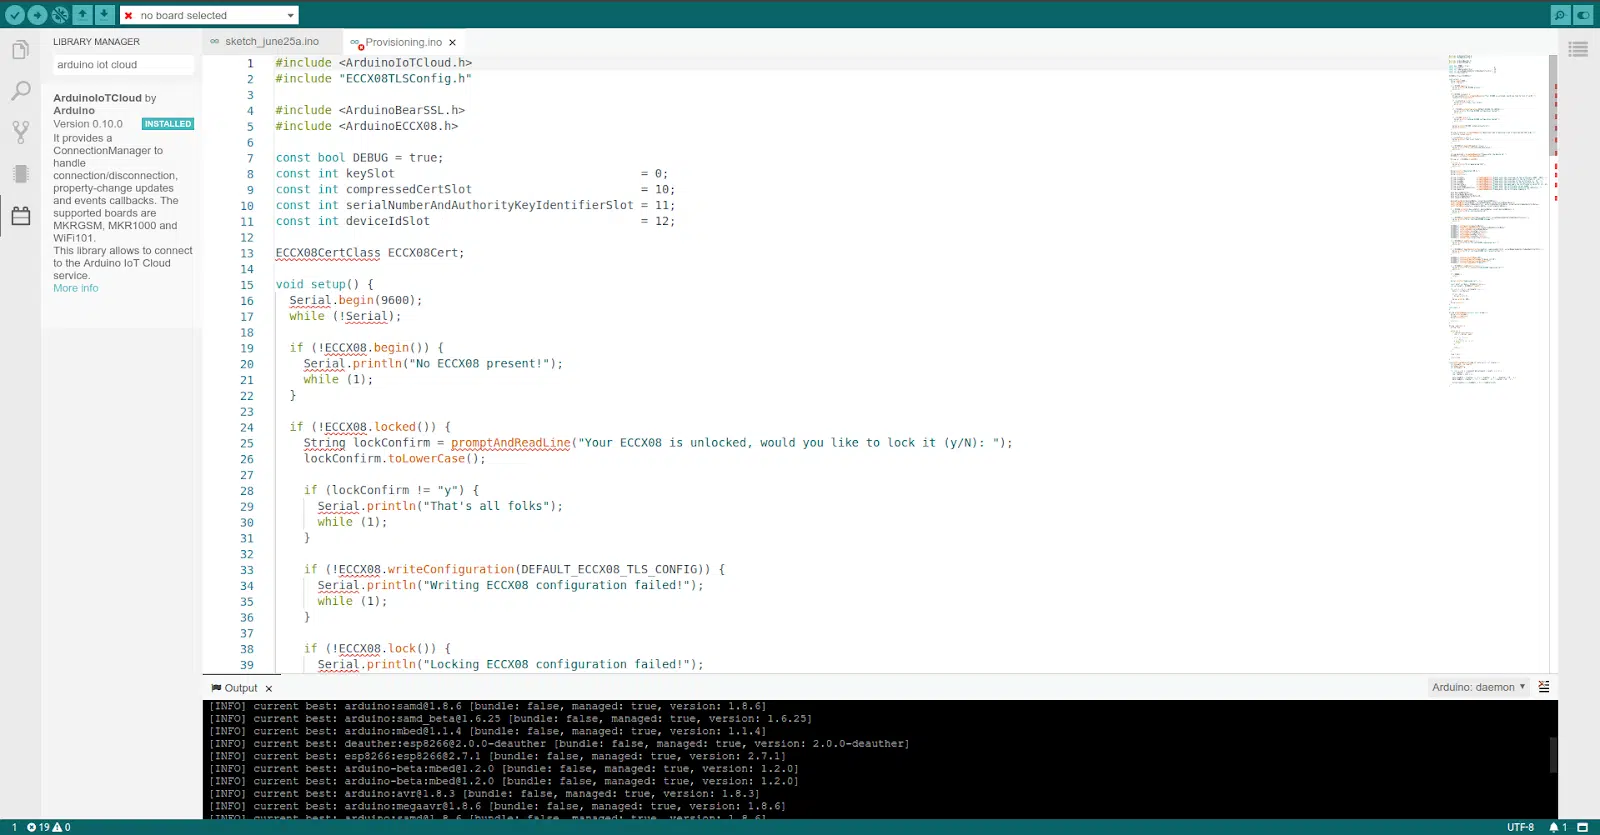 no board selected
LIBRARY MANAGER
arduino iot cloud
ArduinoIoTCloud by
Arduino
Version 0.10.0 INSTALLED
It provides a
ConnectionManager to
handle
connection/disconnection,
property-change updates
and events callbacks. The
supported boards are
MKRGSM, MKR1000 and
WiFi101.
This library allows to connect
to the Arduino IoT Cloud
service.
More info
sketch_june25a.ino
Provisioning.ino
1 #include <ArduinoIoTCloud.h>
2 #include "ECCX08TLSConfig.h"
3
4 #include <ArduinoBearSSL.h>
5 #include <ArduinoECCX08.h>
6
7 const bool DEBUG = true;
8 const int keySlot = 0;
9 const int compressedCertSlot = 10;
10 const int serialNumberAndAuthorityKeyIdentifierSlot = 11;
11 const int deviceIdSlot = 12;
12
13 ECCX08CertClass ECCX08Cert;
14
15 void setup() {
16 Serial.begin(9600);
17 while (!Serial);
18
19 if (!ECCX08.begin()) {
20 Serial.println("No ECCX08 present!");
21 while (1);
22 }
23
24 if (!ECCX08.locked()) {
25 String lockConfirm = promptAndReadLine("Your ECCX08 is unlocked, would you like to lock it (y/N): ");
26 lockConfirm.toLowerCase();
27
28 if (lockConfirm != "y") {
29 Serial.println("That's all folks");
30 while (1);
31 }
32
33 if (!ECCX08.writeConfiguration(DEFAULT_ECCX08_TLS_CONFIG)) {
34 Serial.println("Writing ECCX08 configuration failed!");
35 while (1);
36 }
37
38 if (!ECCX08.lock()) {
39 Serial.println("Locking ECCX08 configuration failed!");
Output
Arduino: daemon
[INFO] current best: arduino:samd@1.8.6 [bundle: false, managed: true, version: 1.8.6]
[INFO] current best: arduino:samd_beta@1.6.25 [bundle: false, managed: true, version: 1.6.25]
[INFO] current best: arduino:mbed@1.1.4 [bundle: false, managed: true, version: 1.1.4]
[INFO] current best: deauther:esp8266@2.0.0-deauther [bundle: false, managed: true, version: 2.0.0-deauther]
[INFO] current best: esp8266:esp8266@2.7.1 [bundle: false, managed: true, version: 2.7.1]
[INFO] current best: arduino-beta:mbed@1.2.0 [bundle: false, managed: true, version: 1.2.0]
[INFO] current best: arduino-beta:mbed@1.2.0 [bundle: false, managed: true, version: 1.2.0]
[INFO] current best: arduino:avr@1.8.3 [bundle: false, managed: true, version: 1.8.3]
[INFO] current best: arduino:megaavr@1.8.6 [bundle: false, managed: true, version: 1.8.6]
[INFO] current best: arduino:samd@1.8.6 [bundle: false, managed: true, version: 1.8.6]
1 19 0
UTF-8 1